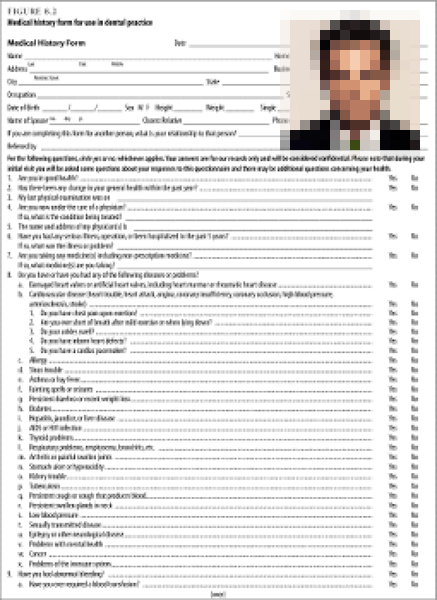 FIGURE 6.2
Medical history form for use in dental practice
Medical History Form Date
Name Home
Address
City State
Occupation
Date of Birth / / Sex M F Height Weight Single
Name of Spouse Closest Relative Phone
If you are completing this form for another person, what is your relationship to that person?
Referred by
For the following questions, circle yes or no, whichever applies. Your answers are for our records only and will be considered confidential. Please note that during your
initial visit you will be asked some questions about your responses to this questionnaire and there may be additional questions concerning your health.
1. Are you in good health? Yes No
2. Has there been any change in your general health within the past year? Yes No
3. My last physical examination was on
4. Are you now under the care of a physician? Yes No
If so, what is the condition being treated?
5. The name and address of my physician(s) is
6. Have you had any serious illness, operation, or been hospitalized in the past 5 years? Yes No
If so, what was the illness or problem?
7. Are you taking any medicine(s) including non-prescription medicine? Yes No
If so, what medicine(s) are you taking?
8. Do you have or have you had any of the following diseases or problems?
a. Damaged heart valves or artificial heart valves, including heart murmur or rheumatic heart disease Yes No
b. Cardiovascular disease (heart trouble, heart attack, angina, coronary insufficiency, coronary occlusion, high blood pressure,
arteriosclerosis, stroke) Yes No
1. Do you have chest pain upon exertion? Yes No
2. Are you ever short of breath after mild exercise or when lying down? Yes No
3. Do your ankles swell? Yes No
4. Do you have inborn heart defects? Yes No
5. Do you have a cardiac pacemaker? Yes No
c. Allergy Yes No
d. Sinus trouble Yes No
e. Asthma or hay fever Yes No
f. Fainting spells or seizures Yes No
g. Persistent diarrhea or recent weight loss Yes No
h. Diabetes Yes No
i. Hepatitis, jaundice, or liver disease Yes No
j. AIDS or HIV infection Yes No
k. Thyroid problems Yes No
l. Respiratory problems, emphysema, bronchitis, etc. Yes No
m. Arthritis or painful swollen joints Yes No
n. Stomach ulcer or hyperacidity Yes No
o. Kidney trouble Yes No
p. Tuberculosis Yes No
q. Persistent cough or cough that produces blood Yes No
r. Persistent swollen glands in neck Yes No
s. Low blood pressure Yes No
t. Sexually transmitted disease Yes No
u. Epilepsy or other neurological disease Yes No
v. Problems with mental health Yes No
w. Cancer Yes No
x. Problems of the immune system Yes No
9. Have you had abnormal bleeding? Yes No
a. Have you ever required a blood transfusion? Yes No
(over)